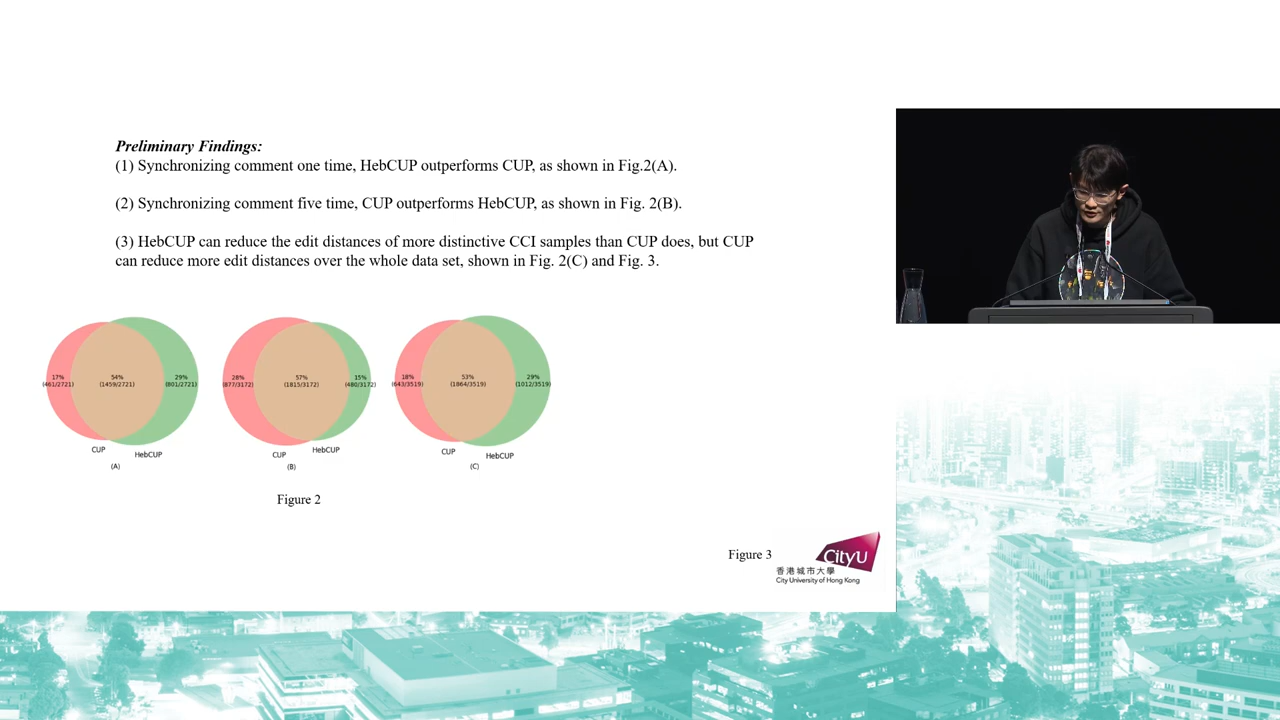 Preliminary Findings:
(1) Synchronizing comment one time, HebCUP outperforms CUP, as shown in Fig.2(A).
(2) Synchronizing comment five time, CUP outperforms HebCUP, as shown in Fig. 2(B).
(3) HebCUP can reduce the edit distances of more distinctive CCI samples than CUP does, but CUP
can reduce more edit distances over the whole data set, shown in Fig. 2(C) and Fig. 3.
17%
(461/2721)
54%
(1459/2721)
29%
(801/2721)
CUP
HebCUP
(A)
28%
(877/3172)
57%
(1815/3172)
15%
(480/3172)
CUP
HebCUP
(B)
18%
(643/3519)
53%
(1864/3519)
29%
(1012/3519)
CUP
HebCUP
(C)
Figure 2
Figure 3
CityU
香港城市大學
City University of Hong Kong